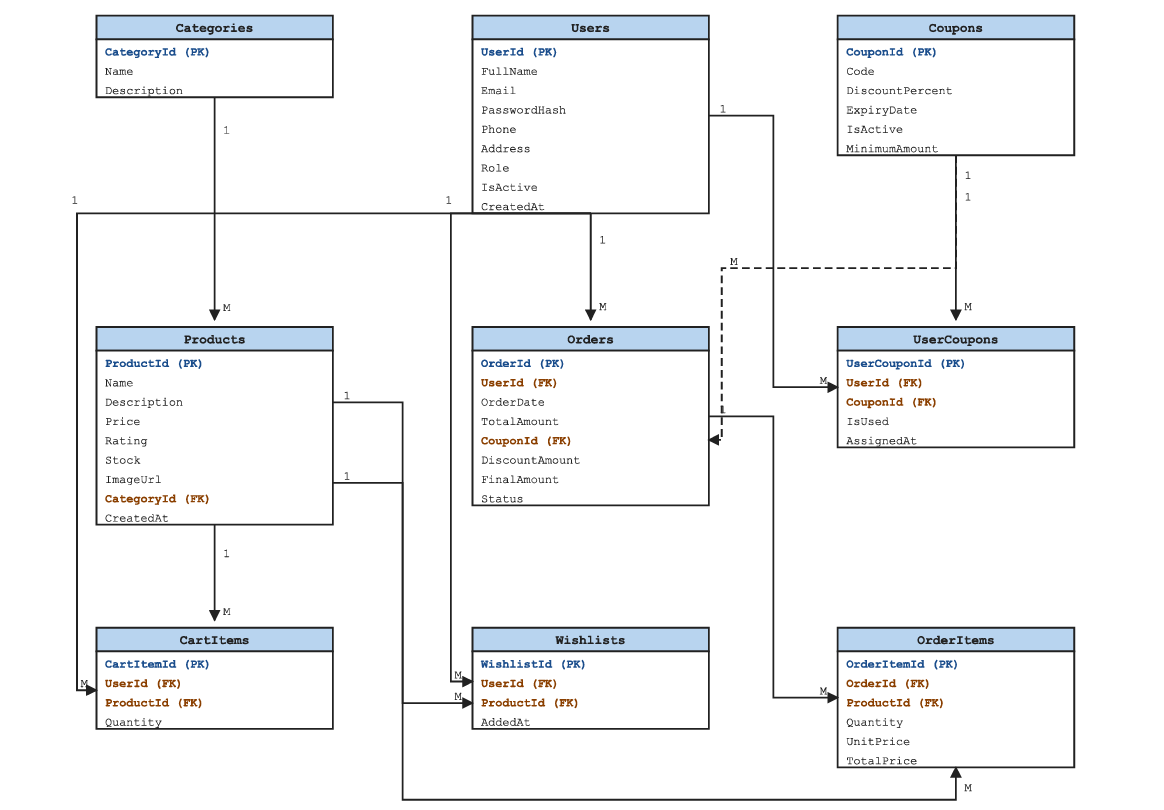 Categories
CategoryId (PK)
Name
Description
Users
UserId (PK)
FullName
Email
PasswordHash
Phone
Address
Role
IsActive
CreatedAt
Coupons
CouponId (PK)
Code
DiscountPercent
ExpiryDate
IsActive
MinimumAmount
1
1
1
1
1
1
1
M
M
M
M
Products
ProductId (PK)
Name
Description
Price
Rating
Stock
ImageUrl
CategoryId (FK)
CreatedAt
1
1
Orders
OrderId (PK)
UserId (FK)
OrderDate
TotalAmount
CouponId (FK)
DiscountAmount
FinalAmount
Status
1
M
UserCoupons
UserCouponId (PK)
UserId (FK)
CouponId (FK)
IsUsed
AssignedAt
1
M
CartItems
CartItemId (PK)
UserId (FK)
ProductId (FK)
Quantity
M
Wishlists
WishlistId (PK)
UserId (FK)
ProductId (FK)
AddedAt
M
M
OrderItems
OrderItemId (PK)
OrderId (FK)
ProductId (FK)
Quantity
UnitPrice
TotalPrice
M
M